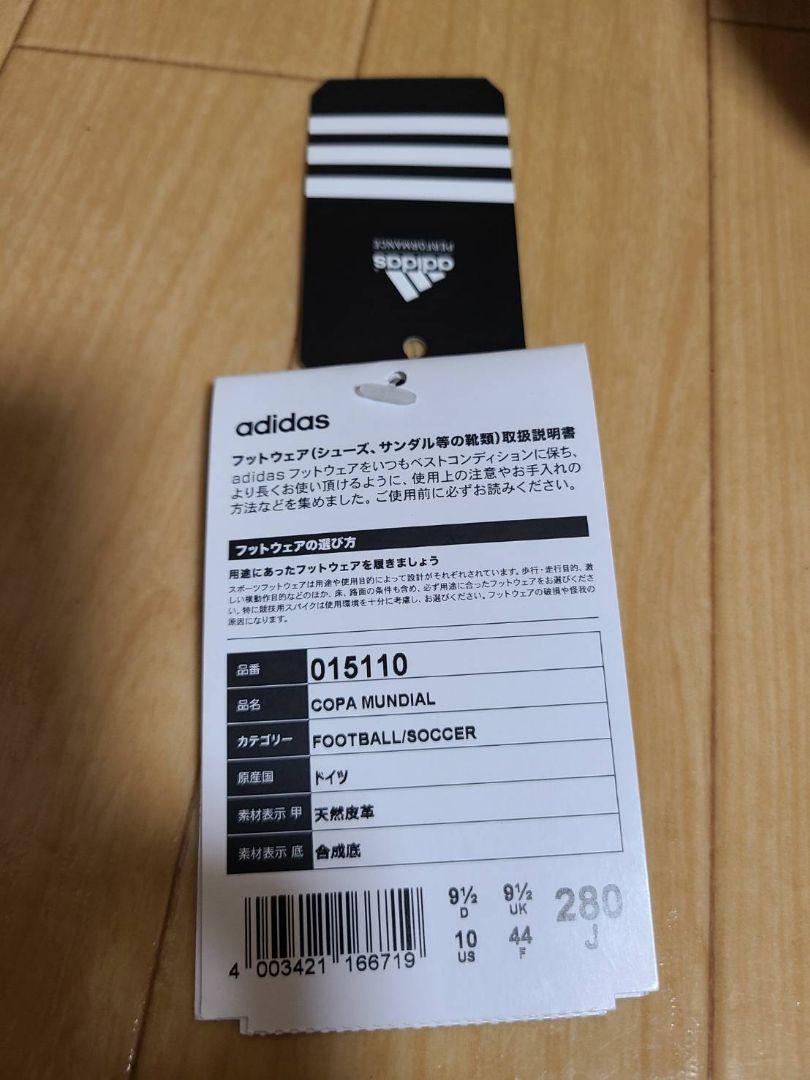 adidas
PERFORMANCE
adidas
フットウェア(シューズ、サンダル等の靴類)取扱説明書
adidas フットウェアをいつもベストコンディションに保ち、
より長くお使い頂けるように、使用上の注意やお手入れの
方法などを集めました。ご使用前に必ずお読みください。
フットウェアの選び方
用途にあったフットウェアを履きましょう
スポーツフットウェアは用途や使用目的によって設計がそれぞれされています。歩行・走行目的、激
しい横動作目的などのほか、床、路面の条件も含め、必ず用途に合ったフットウェアをお選びくださ
い。特に競技用スパイクは使用環境を十分に考慮し、お選びください。フットウェアの破損や怪我の
原因になります。
品番 015110
品名 COPA MUNDIAL
カテゴリー FOOTBALL/SOCCER
原産国 ドイツ
素材表示 甲 天然皮革
素材表示 底 合成底
9½ 9½ 280
D UK J
10 44
US F
4 003421 166719